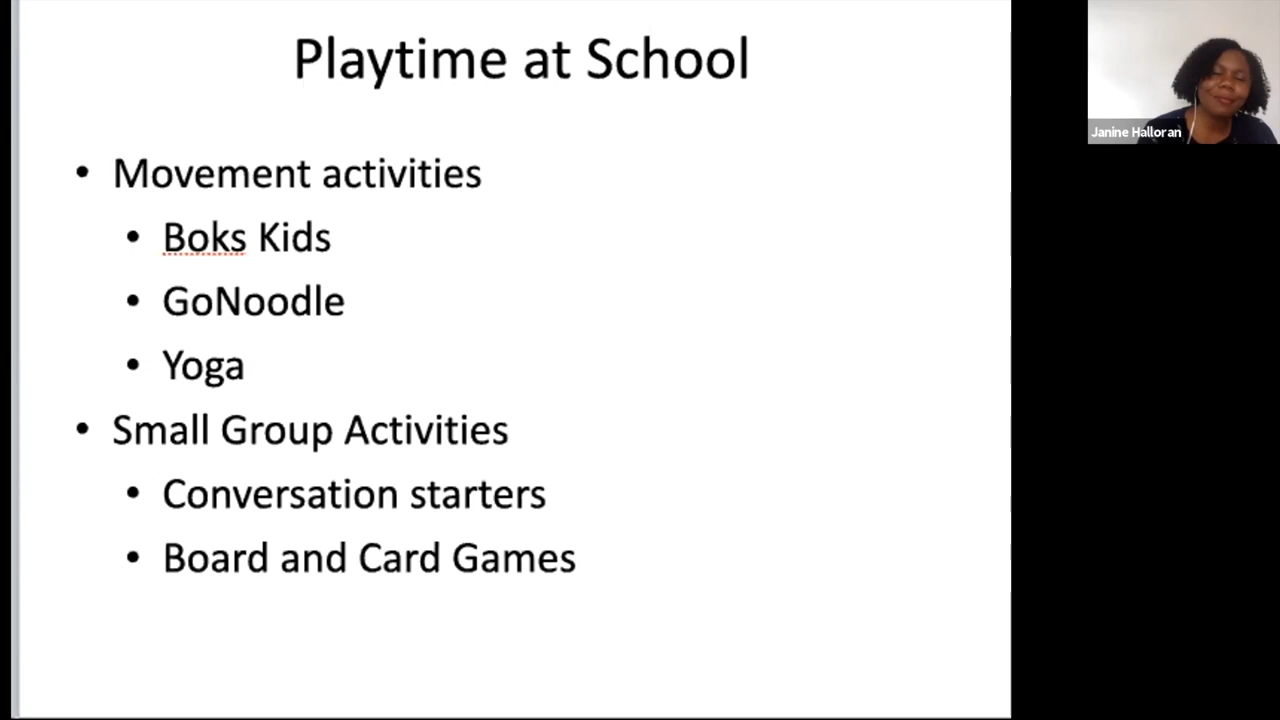 Playtime at School
Janine Halloran
• Movement activities
• Boks Kids
• GoNoodle
• Yoga
• Small Group Activities
• Conversation starters
• Board and Card Games